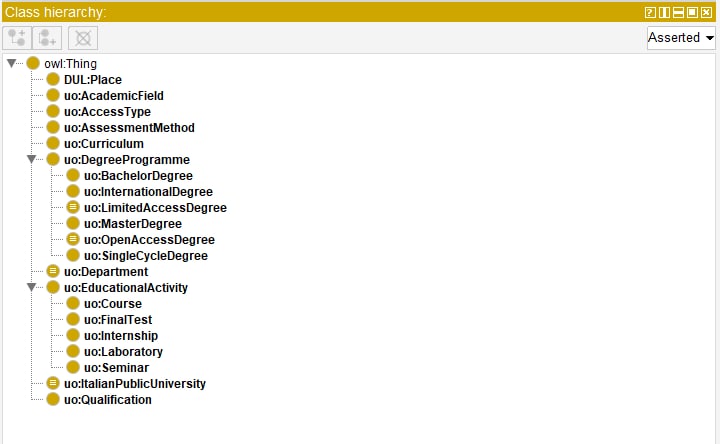 Class hierarchy:
Asserted
owl:Thing
DUL:Place
uo:AcademicField
uo:AccessType
uo:AssessmentMethod
uo:Curriculum
uo:DegreeProgramme
uo:BachelorDegree
uo:InternationalDegree
uo:LimitedAccessDegree
uo:MasterDegree
uo:OpenAccessDegree
uo:SingleCycleDegree
uo:Department
uo:EducationalActivity
uo:Course
uo:FinalTest
uo:Internship
uo:Laboratory
uo:Seminar
uo:ItalianPublicUniversity
uo:Qualification